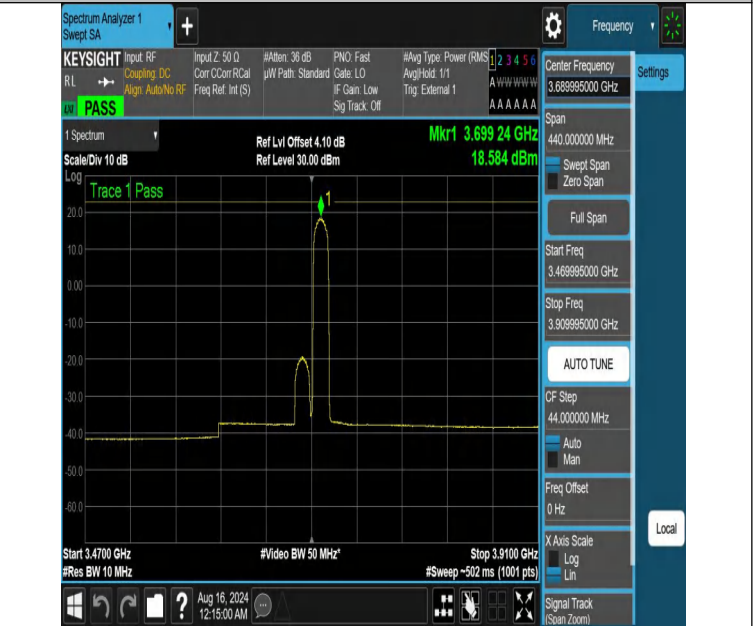 Spectrum Analyzer 1
Swept SA
+
Frequency
KEYSIGHT
RL
PASS
Input: RF
Coupling: DC
Align: Auto/No RF
Input Z: 50 Ω
Corr CCorr RCal
Freq Ref: Int (S)
#Atten: 36 dB
µW Path: Standard
PNO: Fast
Gate: LO
IF Gain: Low
Sig Track: Off
#Avg Type: Power (RMS
Avg|Hold: 1/1
Trig: External 1
1 2 3 4 5 6
A W W W W W
A A A A A A
1 Spectrum
Scale/Div 10 dB
Ref Lvl Offset 4.10 dB
Ref Level 30.00 dBm
Mkr1 3.699 24 GHz
18.584 dBm
Log
Trace 1 Pass
1
20.0
10.0
0.00
-10.0
-20.0
-30.0
-40.0
-50.0
-60.0
Start 3.4700 GHz
#Res BW 10 MHz
#Video BW 50 MHz*
Stop 3.9100 GHz
#Sweep ~502 ms (1001 pts)
?
Aug 16, 2024
12:15:00 AM
Center Frequency
3.689995000 GHz
Settings
Span
440.000000 MHz
Swept Span
Zero Span
Full Span
Start Freq
3.469995000 GHz
Stop Freq
3.909995000 GHz
AUTO TUNE
CF Step
44.000000 MHz
Auto
Man
Freq Offset
0 Hz
Local
X Axis Scale
Log
Lin
Signal Track
(Span Zoom)